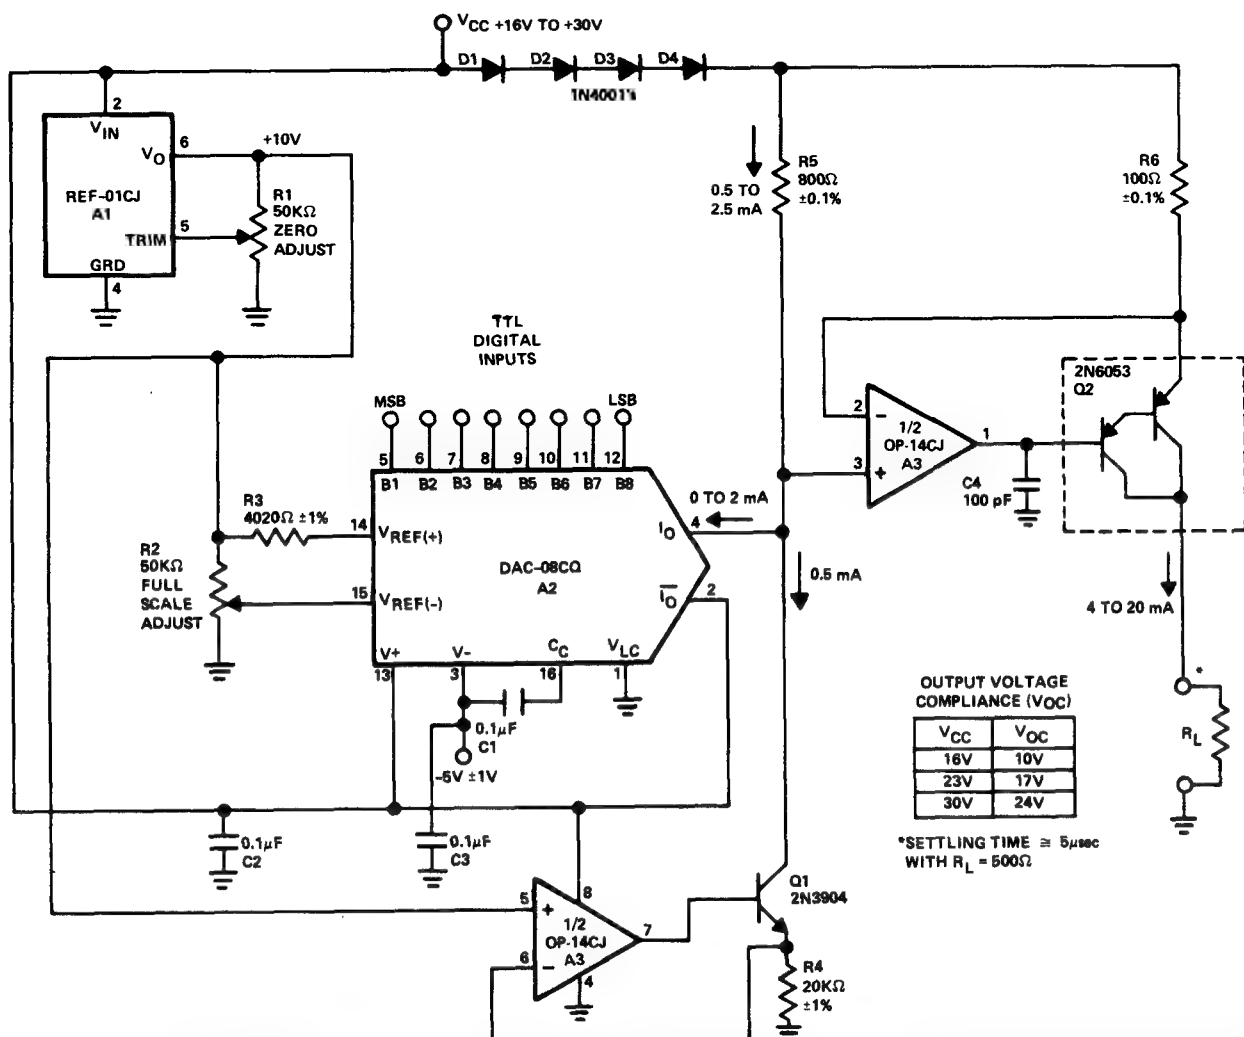 VCC +16V TO +30V
D1 D2 D3 D4
1N4001's
2
VIN
6
VO
+10V
REF-01CJ
A1
R1
50KΩ
ZERO
ADJUST
5
TRIM
GRD
4
R5
800Ω
±0.1%
0.5 TO
2.5 mA
R6
100Ω
±0.1%
TTL
DIGITAL
INPUTS
MSB LSB
5 6 7 8 9 10 11 12
B1 B2 B3 B4 B5 B6 B7 B8
R3
4020Ω ±1%
14
VREF(+)
R2
50KΩ
FULL
SCALE
ADJUST
15
VREF(-)
DAC-08CQ
A2
IO
4
0 TO 2 mA
IO
2
V+ V- CC VLC
13 3 16 1
0.1µF
C1
-5V ±1V
0.1µF
C2
0.1µF
C3
2
-
1/2
OP-14CJ
A3
3
+
1
C4
100 pF
2N6053
Q2
0.5 mA
4 TO 20 mA
*
RL
OUTPUT VOLTAGE
COMPLIANCE (VOC)
VCC VOC
16V 10V
23V 17V
30V 24V
*SETTLING TIME ≅ 5µsec
WITH RL = 500Ω
5
+
8
1/2
OP-14CJ
A3
6
-
4
7
Q1
2N3904
R4
20KΩ
±1%